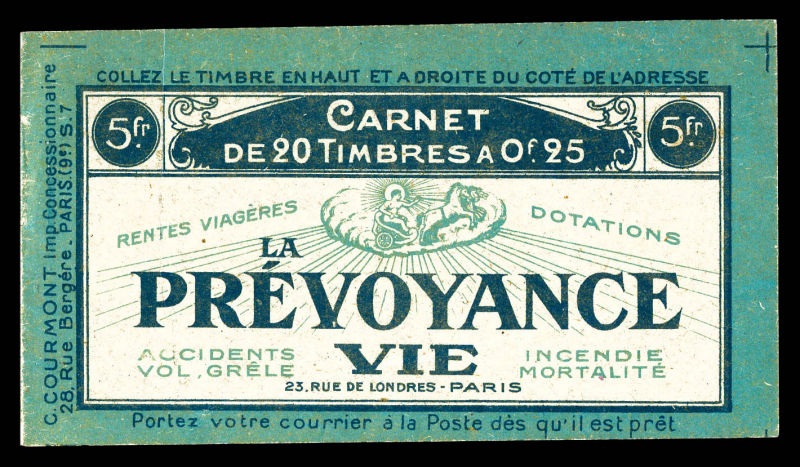 COLLEZ LE TIMBRE EN HAUT ET A DROITE DU COTÉ DE L'ADRESSE
5fr
CARNET
DE 20 TIMBRES A 0f. 25
5fr
RENTES VIAGÈRES
DOTATIONS
LA
PRÉVOYANCE
VIE
ACCIDENTS
VOL, GRÊLE
INCENDIE
MORTALITÉ
23, RUE DE LONDRES - PARIS
Portez votre courrier à la Poste dès qu'il est prêt
C. COURMONT Imp Concessionnaire
28, Rue Bergère. PARIS. (9e) S. 7